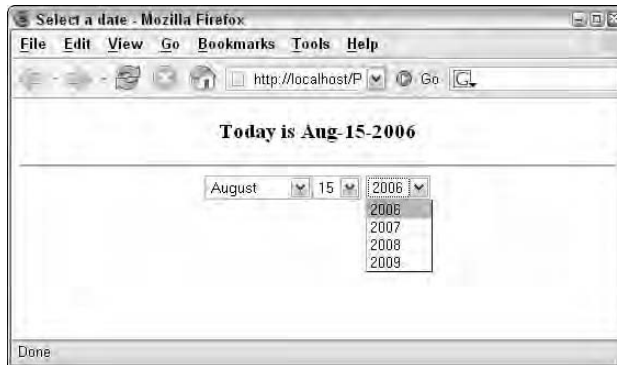 Select a date - Mozilla Firefox
File Edit View Go Bookmarks Tools Help
http://localhost/P Go G
Today is Aug-15-2006
August 15 2006
2006
2007
2008
2009
Done